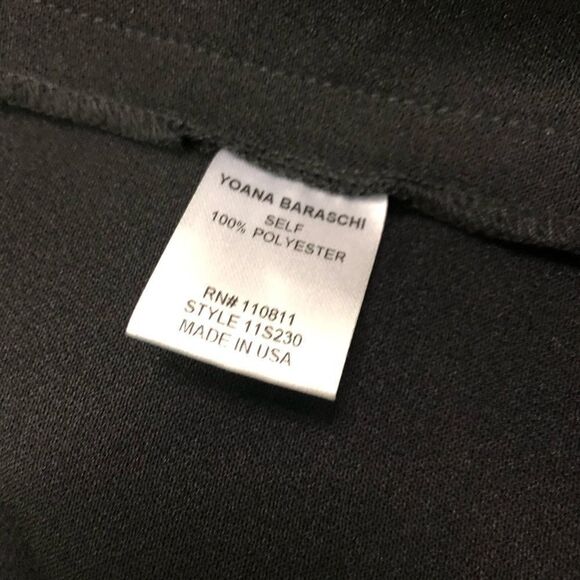 YOANA BARASCHI
SELF
100% POLYESTER
RN# 110811
STYLE 11S230
MADE IN USA